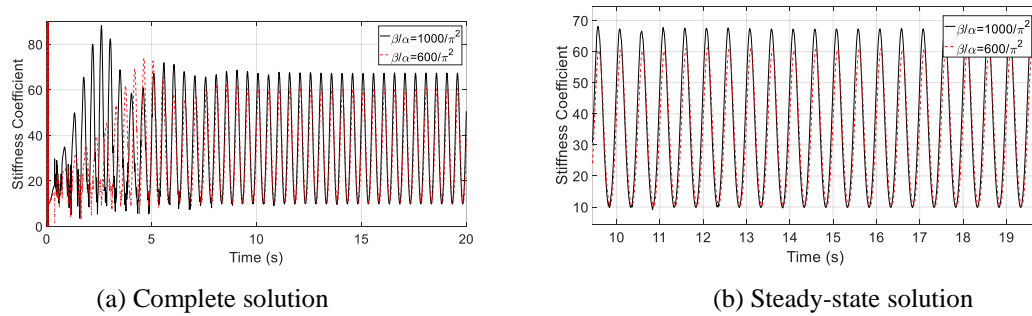 β/α=1000/π²
β/α=600/π²
Stiffness Coefficient
80
60
40
20
0
0 5 10 15 20
Time (s)
(a) Complete solution
β/α=1000/π²
β/α=600/π²
Stiffness Coefficient
70
60
50
40
30
20
10
10 11 12 13 14 15 16 17 18 19
Time (s)
(b) Steady-state solution